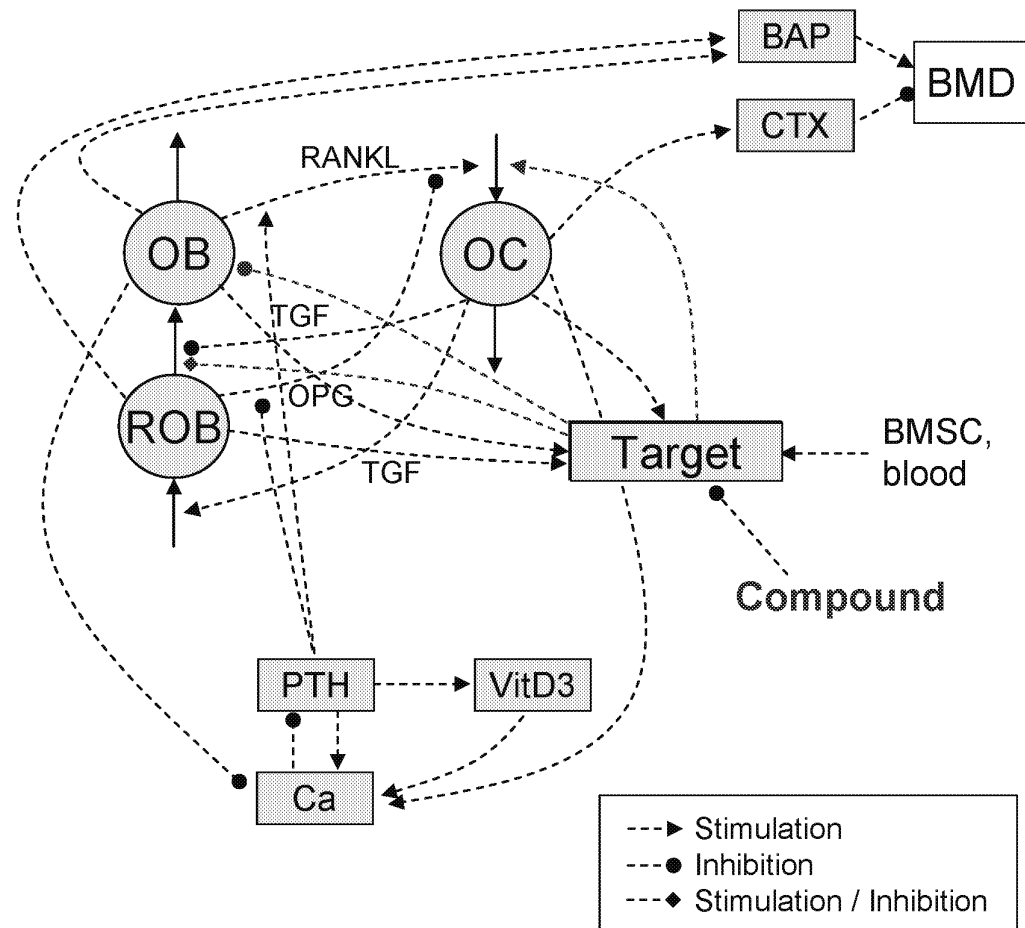 BAP
BMD
CTX
RANKL
OB
OC
TGF
OPG
ROB
TGF
Target
BMSC,
blood
Compound
PTH
VitD3
Ca
Stimulation
Inhibition
Stimulation / Inhibition